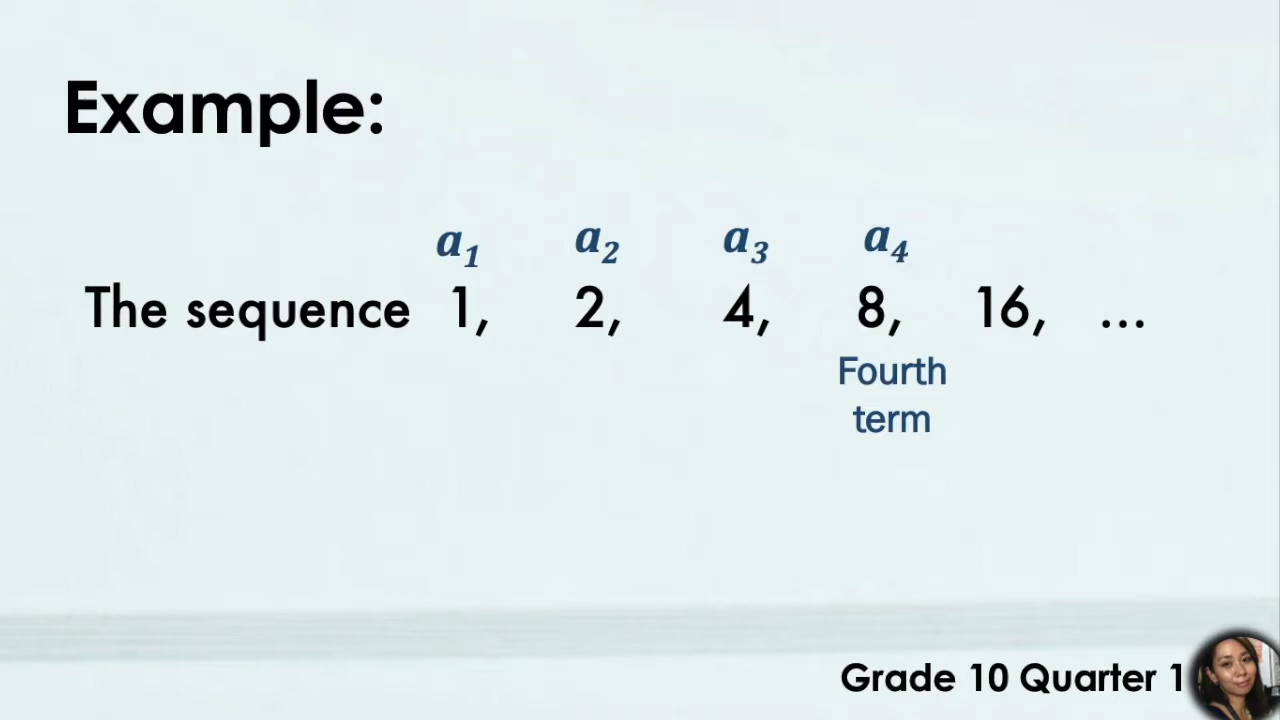 Example:
a₁ a₂ a₃ a₄
The sequence 1, 2, 4, 8, 16, ...
Fourth
term
Grade 10 Quarter 1